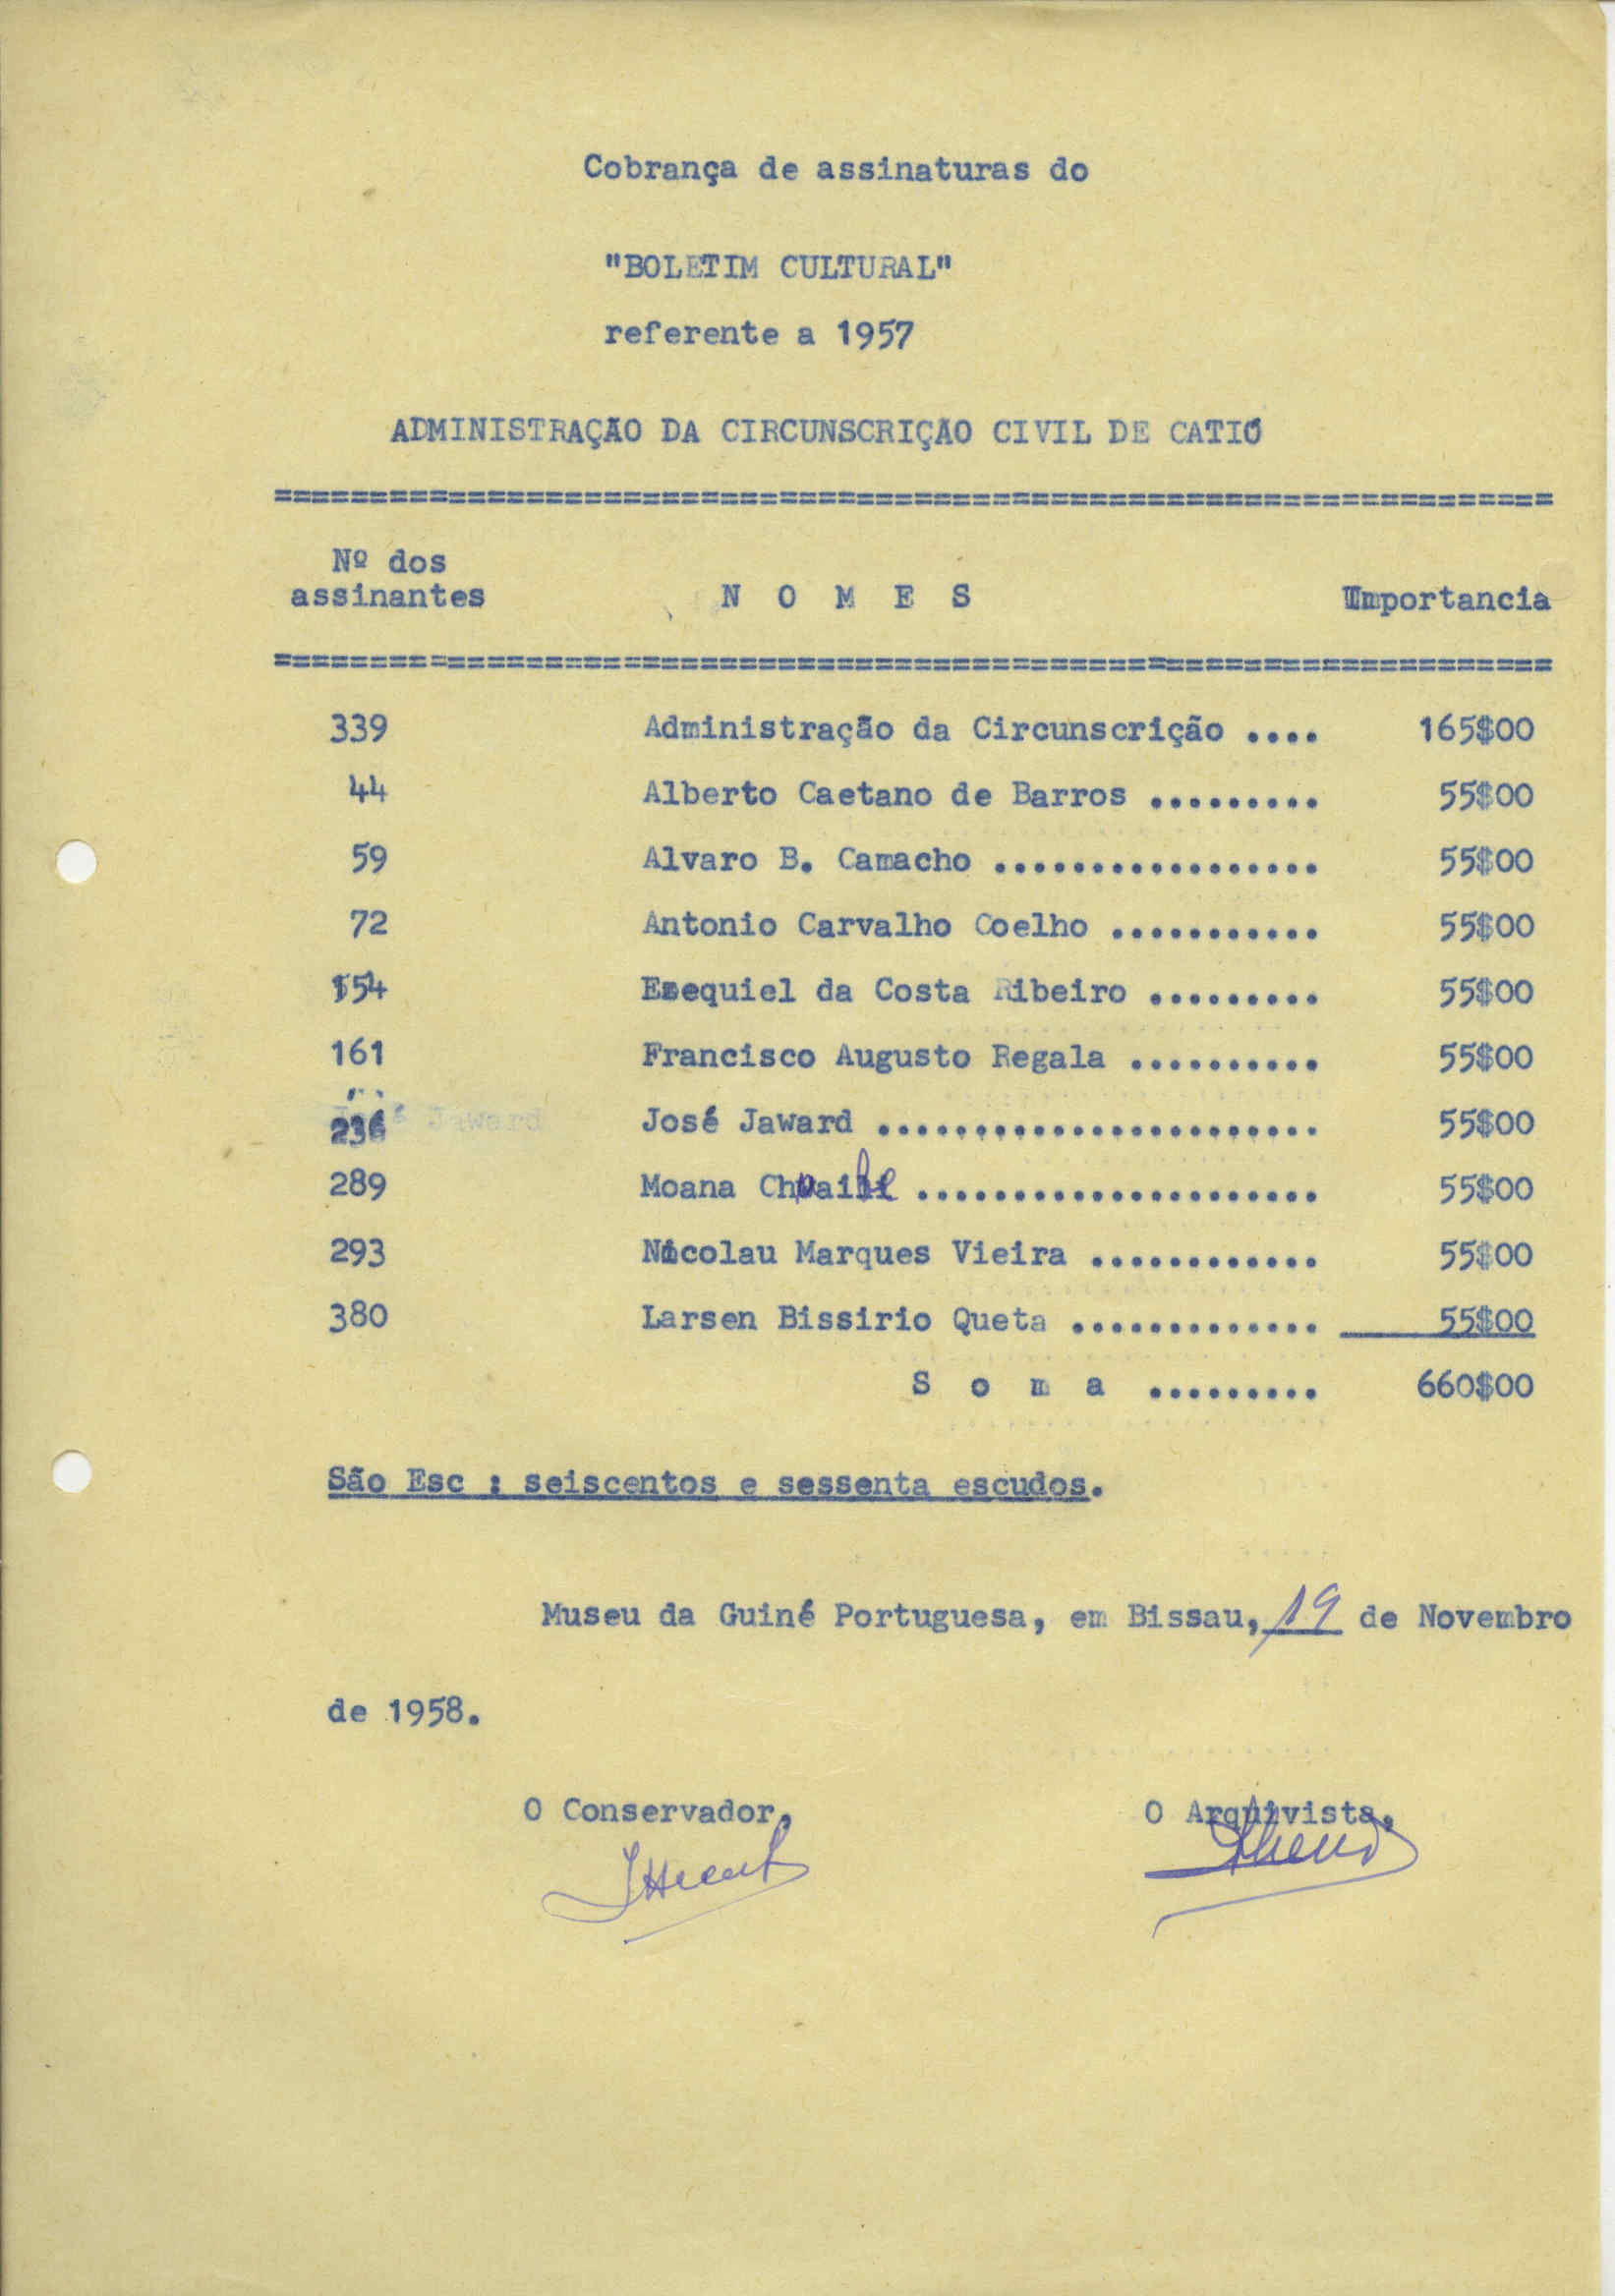 Cobrança de assinaturas do
"BOLETIM CULTURAL"
referente a 1957
ADMINISTRAÇÃO DA CIRCUNSCRIÇÃO CIVIL DE CATIÓ
==================================================================
Nº dos
assinantes N O M E S Importancia
==================================================================
339 Administração da Circunscrição .... 165$00
44 Alberto Caetano de Barros ......... 55$00
59 Alvaro B. Camacho ................. 55$00
72 Antonio Carvalho Coelho ........... 55$00
154 Esequiel da Costa Ribeiro ......... 55$00
161 Francisco Augusto Regala .......... 55$00
236 José Jaward ....................... 55$00
289 Moana ..................... 55$00
293 Nicolau Marques Vieira ............ 55$00
380 Larsen Bissirio Queta ............. 55$00
S o m a ......... 660$00
São Esc : seiscentos e sessenta escudos.
Museu da Guiné Portuguesa, em Bissau, 19 de Novembro
de 1958.
O Conservador, O Arquivista,